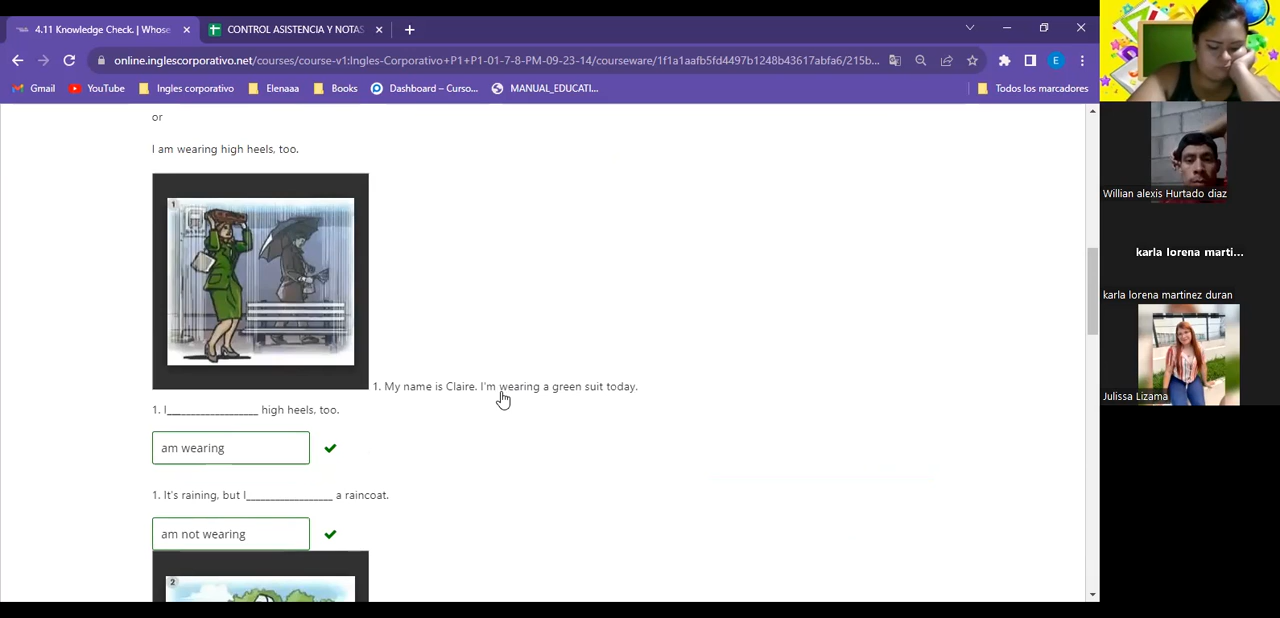 4.11 Knowledge Check. | Whose
CONTROL ASISTENCIA Y NOTAS
online.inglescorporativo.net/courses/course-v1:Ingles-Corporativo+P1+P1-01-7-8-PM-09-23-14/courseware/1f1a1aafb5fd4497b1248b43617abfa6/215b...
E
Gmail
YouTube
Ingles corporativo
Elenaaa
Books
Dashboard – Curso...
MANUAL_EDUCATI...
Todos los marcadores
or
I am wearing high heels, too.
1
1. My name is Claire. I'm wearing a green suit today.
1. I__________________ high heels, too.
am wearing
1. It's raining, but I_________________ a raincoat.
am not wearing
2
Willian alexis Hurtado diaz
karla lorena marti...
karla lorena martinez duran
Julissa Lizama